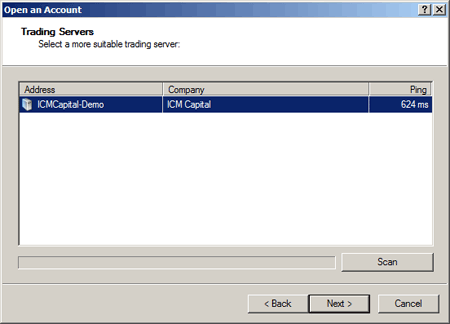 Open an Account
Trading Servers
Select a more suitable trading server:
Address Company Ping
ICMCapital-Demo ICM Capital 624 ms
Scan
< Back Next > Cancel